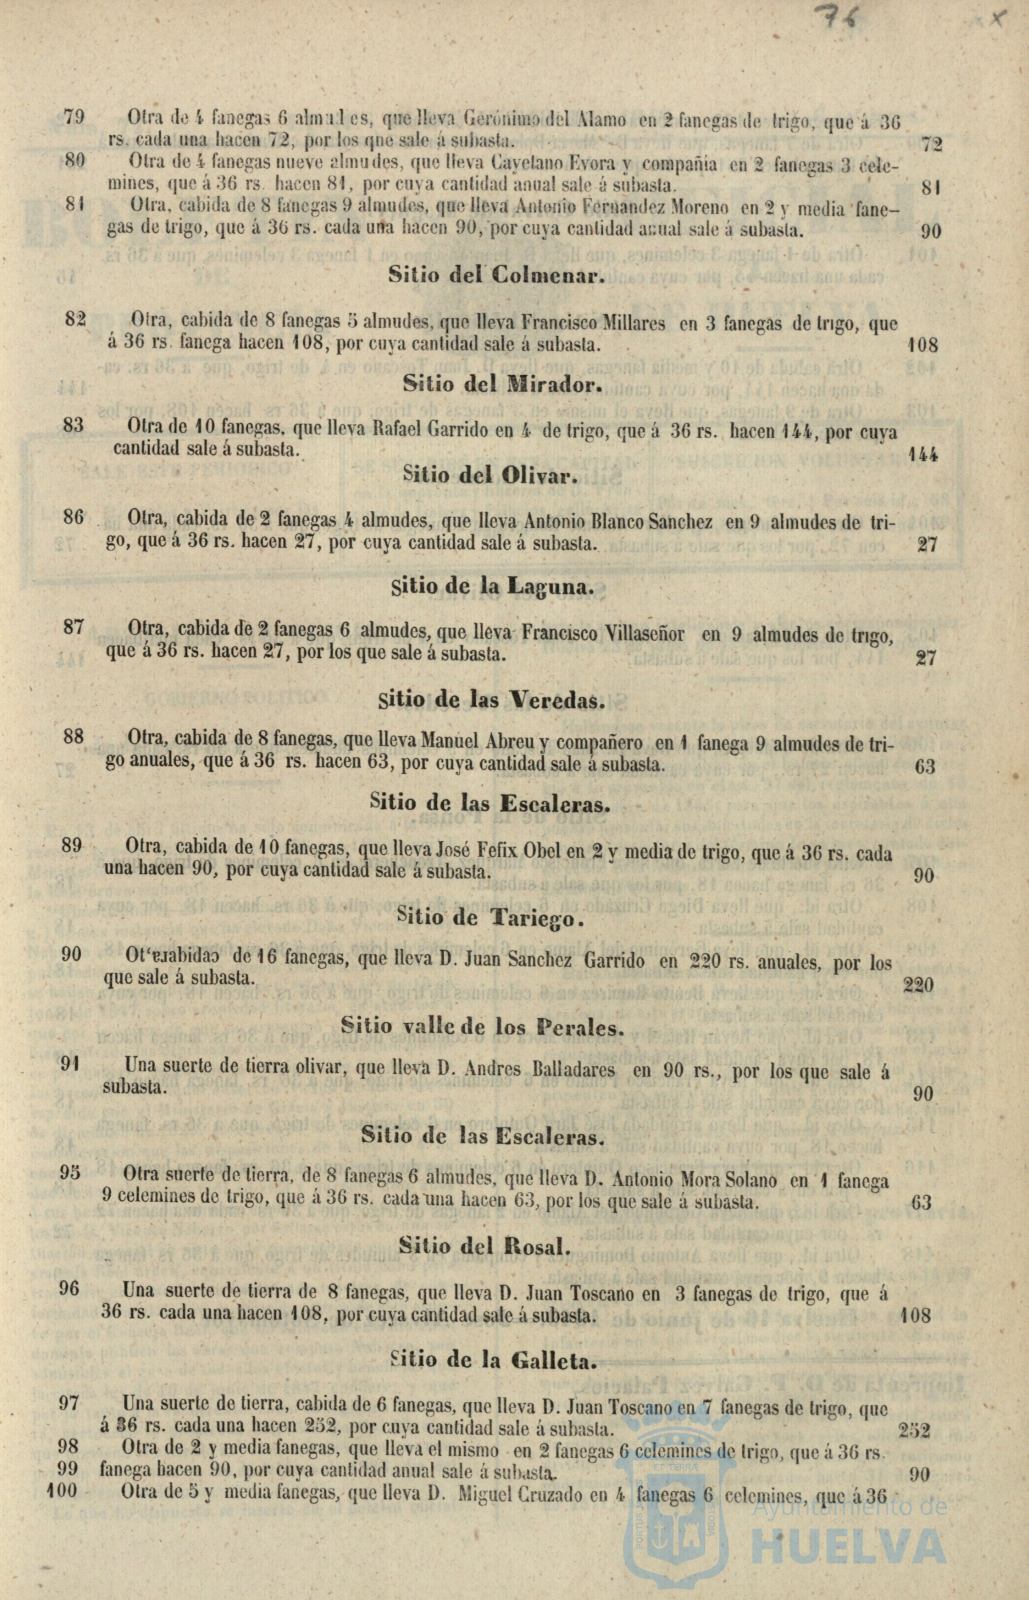 76 x
79 Otra de 4 fanegas 6 almudes, que lleva Gerónimo del Alamo en 2 fanegas de trigo, que á 36
rs. cada una hacen 72, por los que sale á subasta. 72
80 Otra de 4 fanegas nueve almudes, que lleva Cayetano Evora y compañia en 2 fanegas 3 cele-
mines, que á 36 rs. hacen 81, por cuya cantidad anual sale á subasta. 81
81 Otra, cabida de 8 fanegas 9 almudes, que lleva Antonio Fernandez Moreno en 2 y media fane-
gas de trigo, que á 36 rs. cada una hacen 90, por cuya cantidad anual sale á subasta. 90
Sitio del Colmenar.
82 Otra, cabida de 8 fanegas 5 almudes, que lleva Francisco Millares en 3 fanegas de trigo, que
á 36 rs. fanega hacen 108, por cuya cantidad sale á subasta. 108
Sitio del Mirador.
83 Otra de 10 fanegas, que lleva Rafael Garrido en 4 de trigo, que á 36 rs. hacen 144, por cuya
cantidad sale á subasta. 144
Sitio del Olivar.
86 Otra, cabida de 2 fanegas 4 almudes, que lleva Antonio Blanco Sanchez en 9 almudes de tri-
go, que á 36 rs. hacen 27, por cuya cantidad sale á subasta. 27
Sitio de la Laguna.
87 Otra, cabida de 2 fanegas 6 almudes, que lleva Francisco Villaseñor en 9 almudes de trigo,
que á 36 rs. hacen 27, por los que sale á subasta. 27
Sitio de las Veredas.
88 Otra, cabida de 8 fanegas, que lleva Manuel Abreu y compañero en 1 fanega 9 almudes de tri-
go anuales, que á 36 rs. hacen 63, por cuya cantidad sale á subasta. 63
Sitio de las Escaleras.
89 Otra, cabida de 10 fanegas, que lleva José Fefix Obel en 2 y media de trigo, que á 36 rs. cada
una hacen 90, por cuya cantidad sale á subasta. 90
Sitio de Tariego.
90 de 16 fanegas, que lleva D. Juan Sanchez Garrido en 220 rs. anuales, por los
que sale á subasta. 220
Sitio valle de los Perales.
91 Una suerte de tierra olivar, que lleva D. Andres Balladares en 90 rs., por los que sale á
subasta. 90
Sitio de las Escaleras.
95 Otra suerte de tierra, de 8 fanegas 6 almudes, que lleva D. Antonio Mora Solano en 1 fanega
9 celemines de trigo, que á 36 rs. cada una hacen 63, por los que sale á subasta. 63
Sitio del Rosal.
96 Una suerte de tierra de 8 fanegas, que lleva D. Juan Toscano en 3 fanegas de trigo, que á
36 rs. cada una hacen 108, por cuya cantidad sale á subasta. 108
Sitio de la Galleta.
97 Una suerte de tierra, cabida de 6 fanegas, que lleva D. Juan Toscano en 7 fanegas de trigo, que
á 36 rs. cada una hacen 252, por cuya cantidad sale á subasta. 252
98 Otra de 2 y media fanegas, que lleva el mismo en 2 fanegas 6 celemines de trigo, que á 36 rs.
99 fanega hacen 90, por cuya cantidad anual sale á subasta. 90
100 Otra de 5 y media fanegas, que lleva D. Miguel Cruzado en 4 fanegas 6 celemines, que á 36
Ayuntamiento de
HUELVA